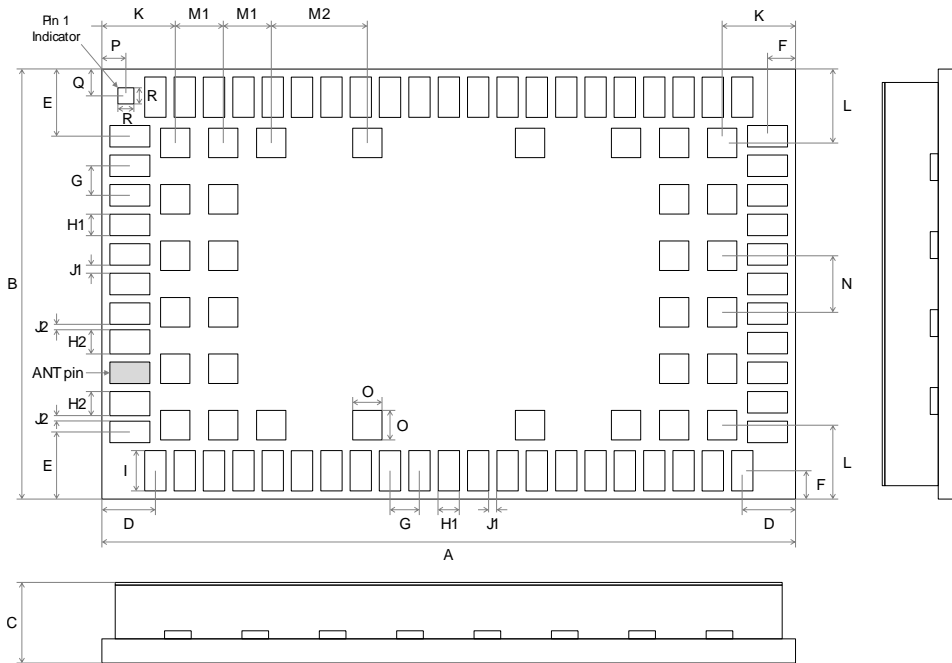 Pin 1
Indicator
K
M1
M1
M2
K
P
F
Q
E
R
R
L
G
H1
J1
B
N
J2
H2
ANT pin
O
H2
O
J2
E
I
L
F
D
G
H1
J1
D
A
C